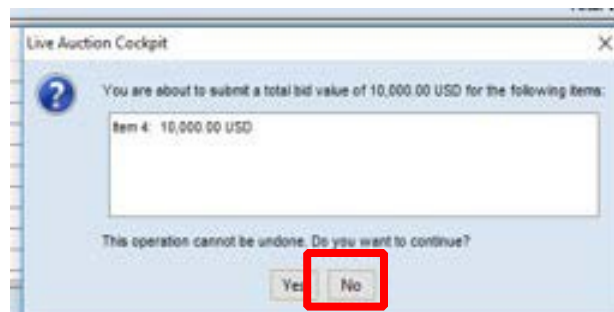 Live Auction Cockpit
You are about to submit a total bid value of 10,000.00 USD for the following items:
Item 4: 10,000.00 USD
This operation cannot be undone. Do you want to continue?
Yes No